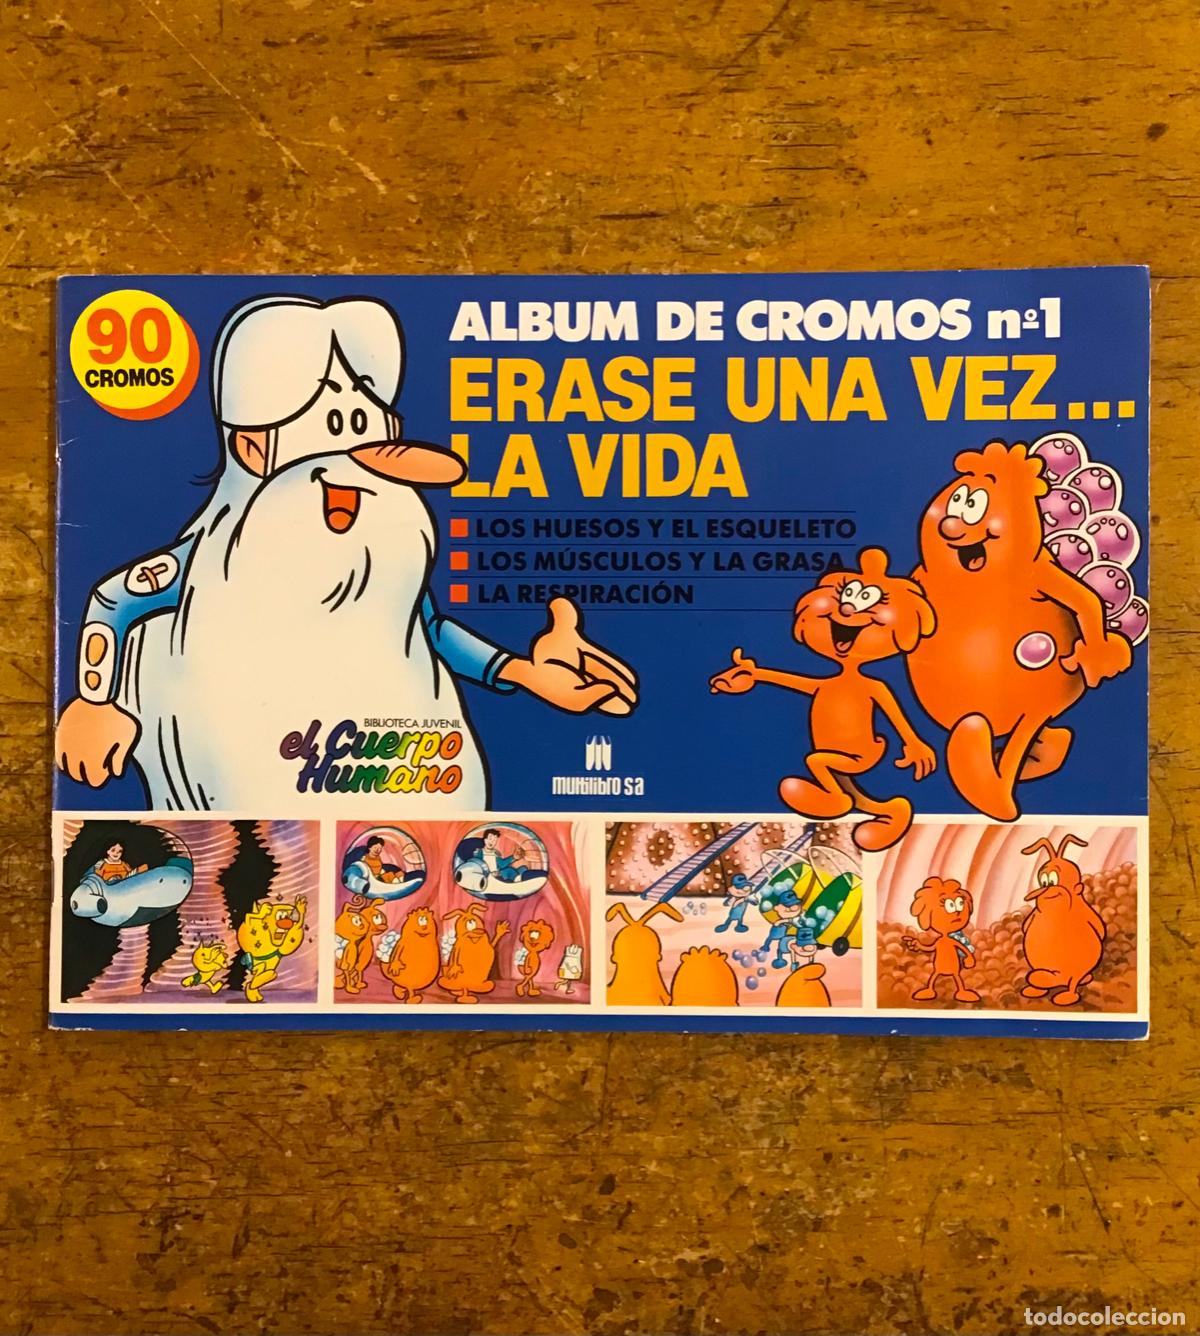 90
CROMOS
ALBUM DE CROMOS nº1
ERASE UNA VEZ...
LA VIDA
LOS HUESOS Y EL ESQUELETO
LOS MÚSCULOS Y LA GRASA
LA RESPIRACIÓN
BIBLIOTECA JUVENIL
el Cuerpo
Humano
multilibro sa
todocoleccion